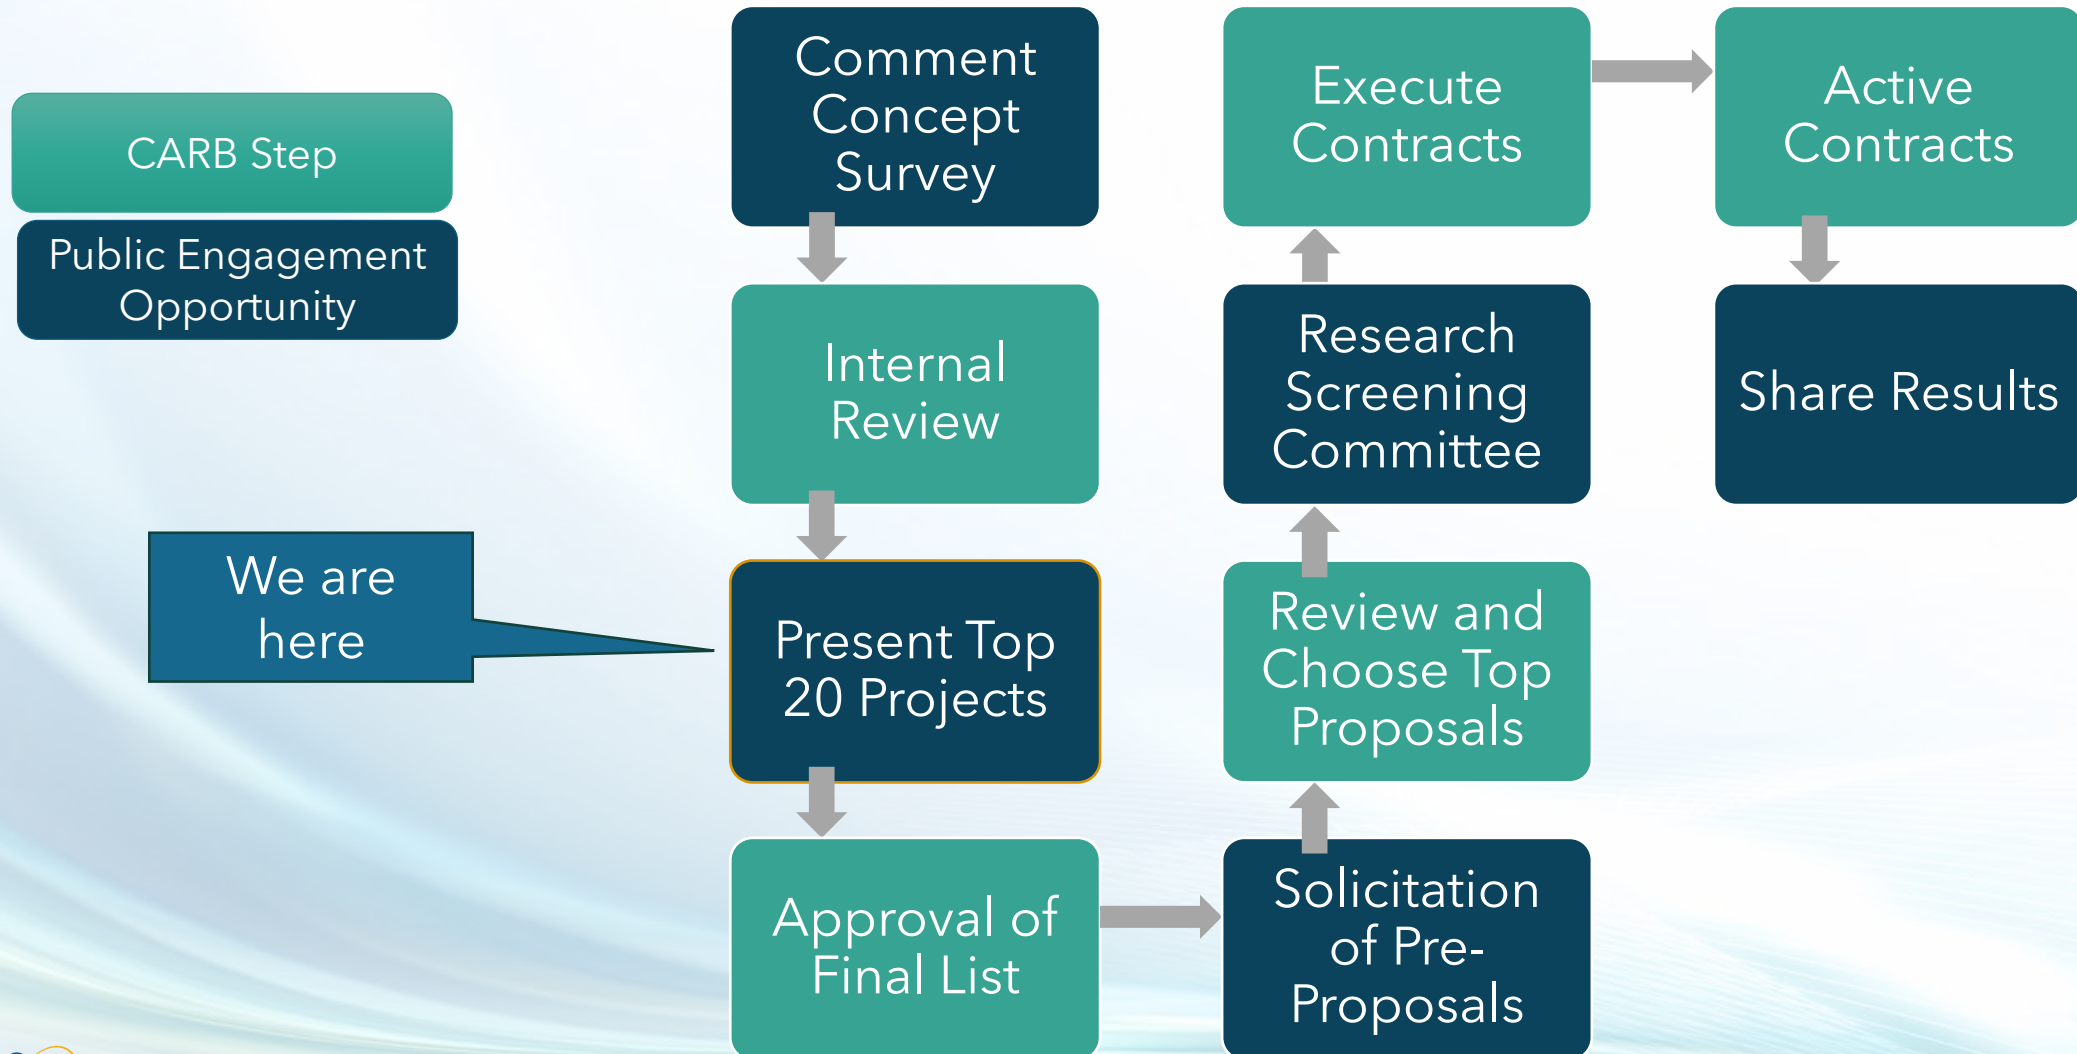 CARB Step
Public Engagement
Opportunity
We are
here
Comment
Concept
Survey
Internal
Review
Present Top
20 Projects
Approval of
Final List
Solicitation
of Pre-
Proposals
Review and
Choose Top
Proposals
Research
Screening
Committee
Execute
Contracts
Active
Contracts
Share Results